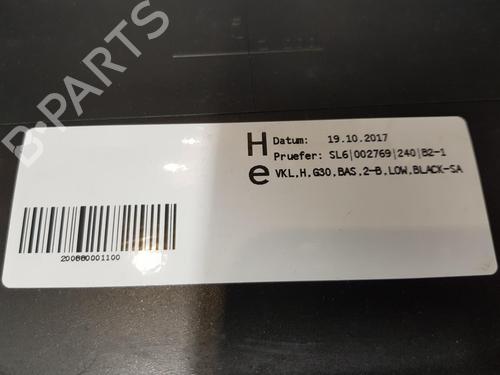 B-PARTS
H Datum: 19.10.2017
Pruefer: SL6|002769|240|B2-1
e VKL,H,G30,BAS,2-B,LOW,BLACK-SA
200680001100